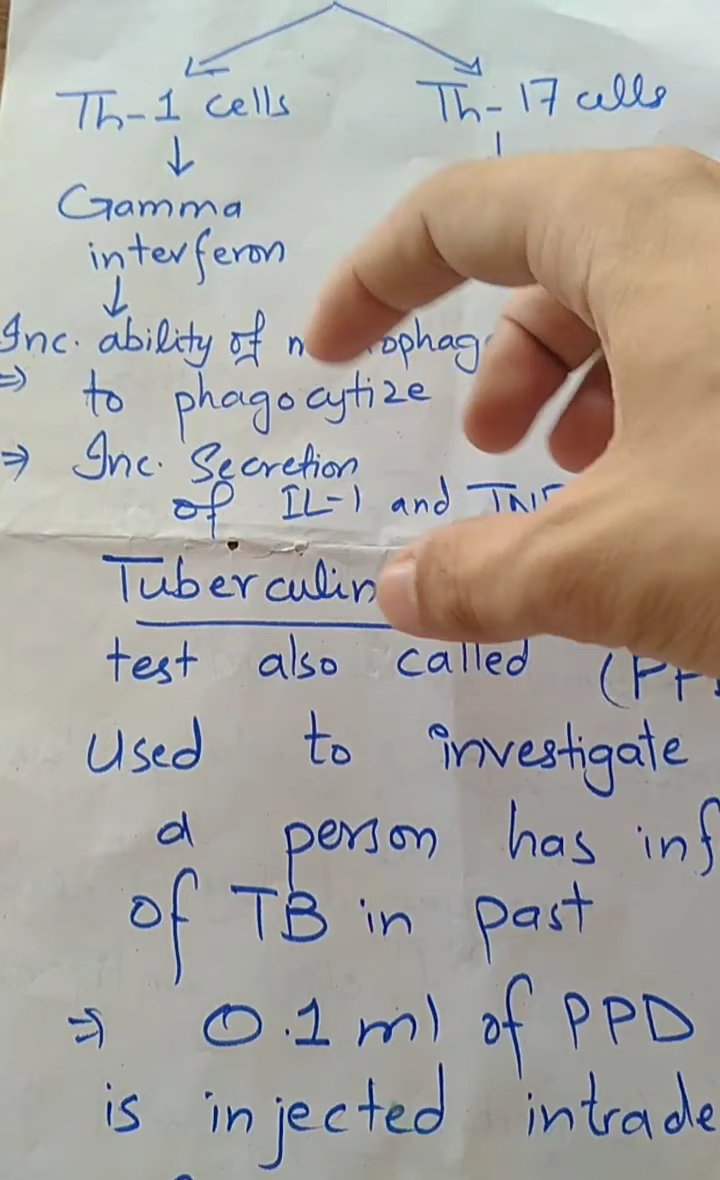 Th-1 cells Th-17 cells
↓
Gamma
interferon
↓
Inc. ability of
⇒ to phagocytize
⇒ Inc. Secretion
of IL-1 and
Tuberculin
test also called
used to investigate
a person has
of TB in past
⇒ 0.1 ml of PPD
is injected